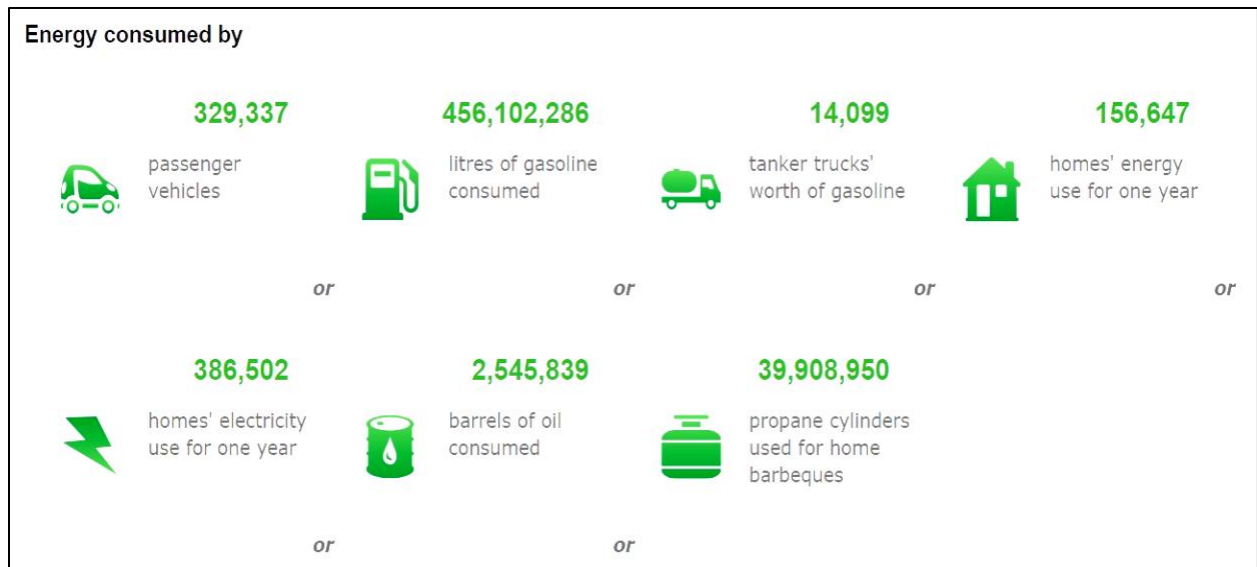 Energy consumed by
329,337
passenger
vehicles
456,102,286
litres of gasoline
consumed
14,099
tanker trucks'
worth of gasoline
156,647
homes' energy
use for one year
or
or
or
or
386,502
homes' electricity
use for one year
2,545,839
barrels of oil
consumed
39,908,950
propane cylinders
used for home
barbeques
or
or